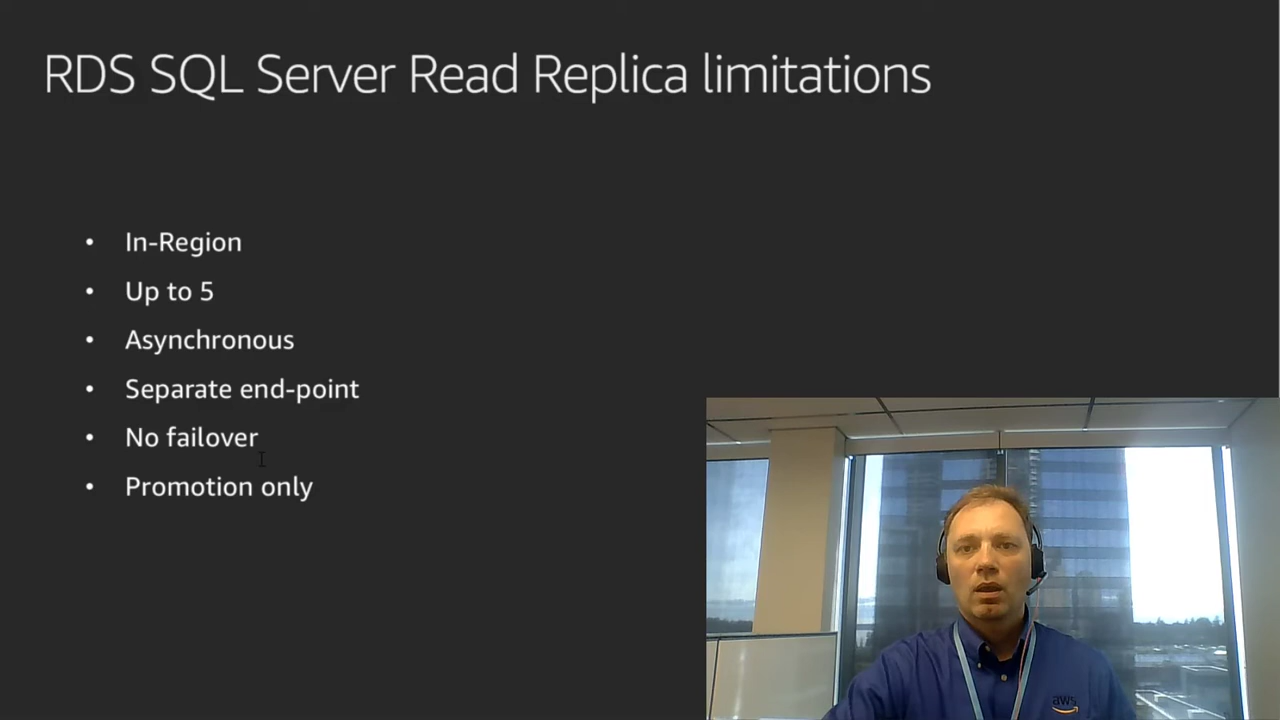 RDS SQL Server Read Replica limitations
• In-Region
• Up to 5
• Asynchronous
• Separate end-point
• No failover
• Promotion only
aws